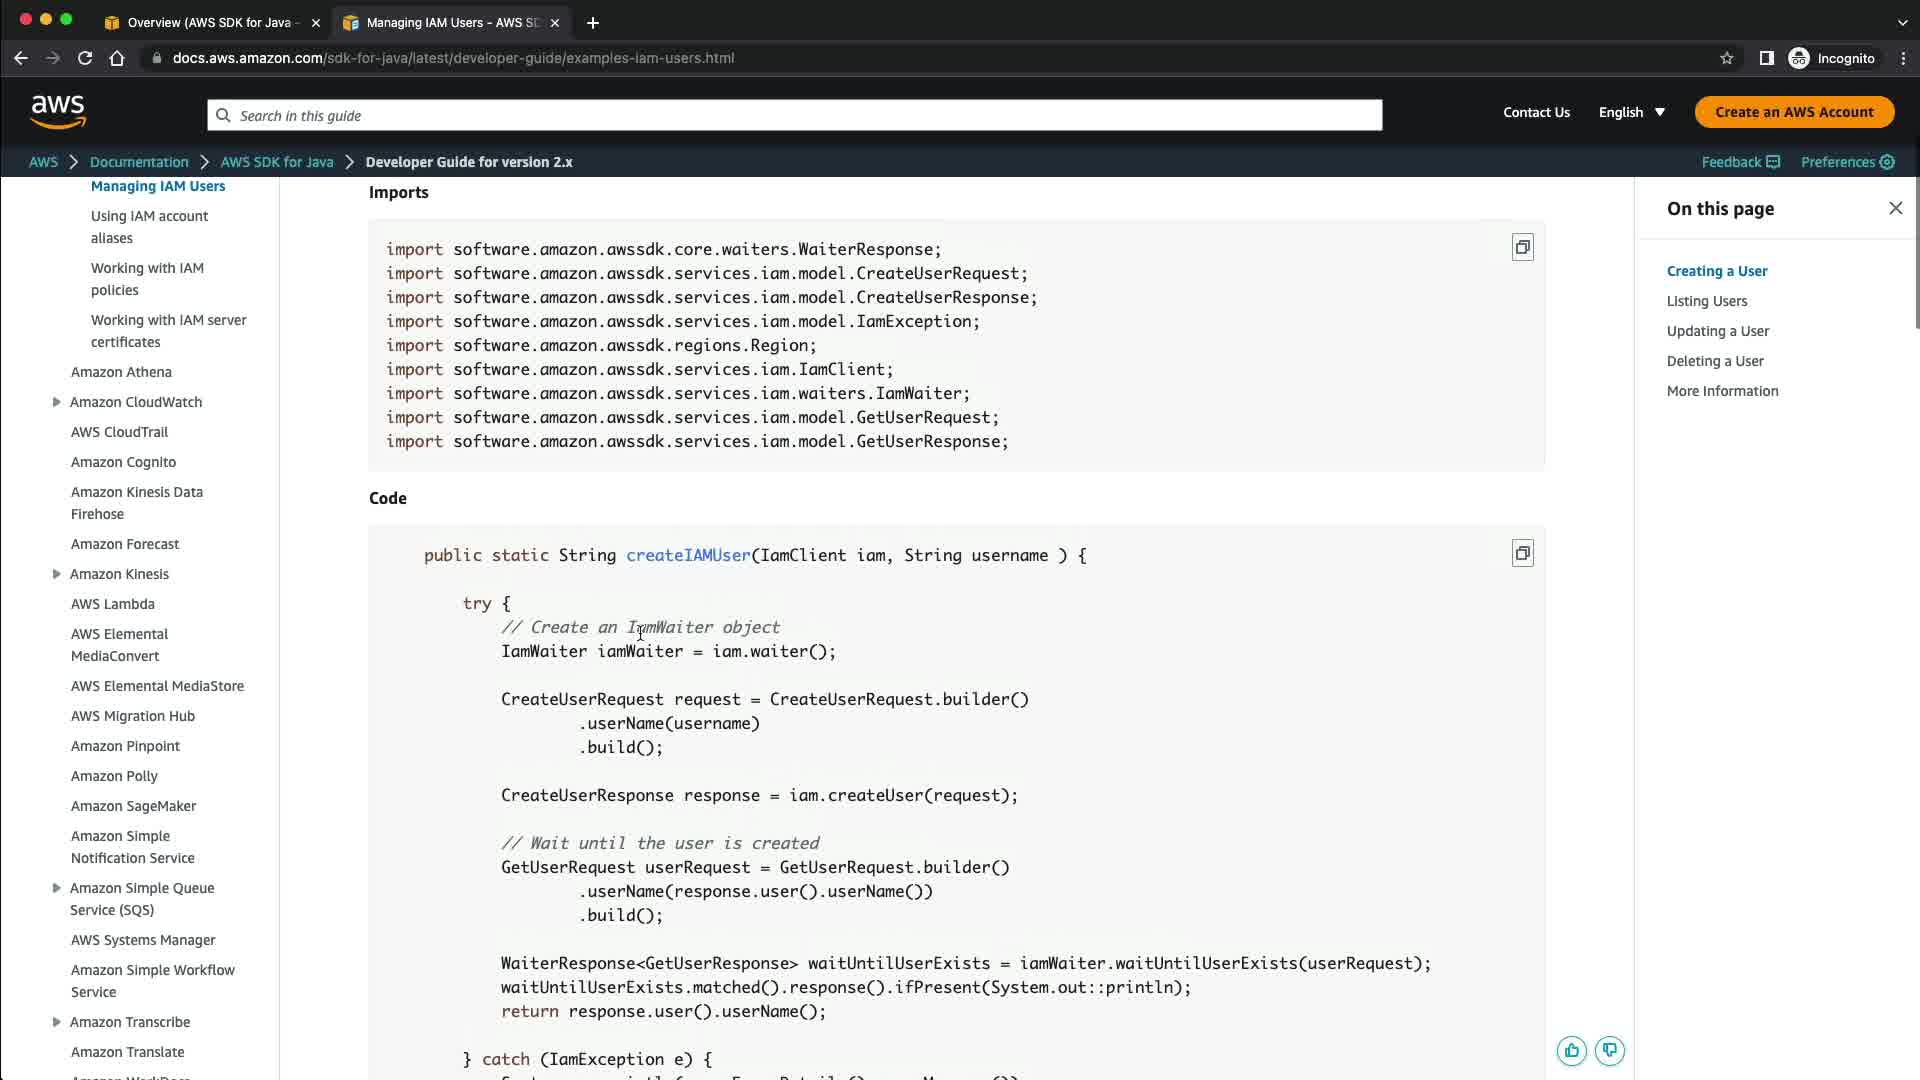 Overview (AWS SDK for Java -
Managing IAM Users - AWS SD
docs.aws.amazon.com/sdk-for-java/latest/developer-guide/examples-iam-users.html
Incognito
aws
Search in this guide
Contact Us
English
Create an AWS Account
AWS
Documentation
AWS SDK for Java
Developer Guide for version 2.x
Feedback
Preferences
Managing IAM Users
Using IAM account
aliases
Working with IAM
policies
Working with IAM server
certificates
Amazon Athena
Amazon CloudWatch
AWS CloudTrail
Amazon Cognito
Amazon Kinesis Data
Firehose
Amazon Forecast
Amazon Kinesis
AWS Lambda
AWS Elemental
MediaConvert
AWS Elemental MediaStore
AWS Migration Hub
Amazon Pinpoint
Amazon Polly
Amazon SageMaker
Amazon Simple
Notification Service
Amazon Simple Queue
Service (SQS)
AWS Systems Manager
Amazon Simple Workflow
Service
Amazon Transcribe
Amazon Translate
Imports
import software.amazon.awssdk.core.waiters.WaiterResponse;
import software.amazon.awssdk.services.iam.model.CreateUserRequest;
import software.amazon.awssdk.services.iam.model.CreateUserResponse;
import software.amazon.awssdk.services.iam.model.IamException;
import software.amazon.awssdk.regions.Region;
import software.amazon.awssdk.services.iam.IamClient;
import software.amazon.awssdk.services.iam.waiters.IamWaiter;
import software.amazon.awssdk.services.iam.model.GetUserRequest;
import software.amazon.awssdk.services.iam.model.GetUserResponse;
Code
public static String createIAMUser(IamClient iam, String username ) {
try {
// Create an IamWaiter object
IamWaiter iamWaiter = iam.waiter();
CreateUserRequest request = CreateUserRequest.builder()
.userName(username)
.build();
CreateUserResponse response = iam.createUser(request);
// Wait until the user is created
GetUserRequest userRequest = GetUserRequest.builder()
.userName(response.user().userName())
.build();
WaiterResponse<GetUserResponse> waitUntilUserExists = iamWaiter.waitUntilUserExists(userRequest);
waitUntilUserExists.matched().response().ifPresent(System.out::println);
return response.user().userName();
} catch (IamException e) {
On this page
Creating a User
Listing Users
Updating a User
Deleting a User
More Information